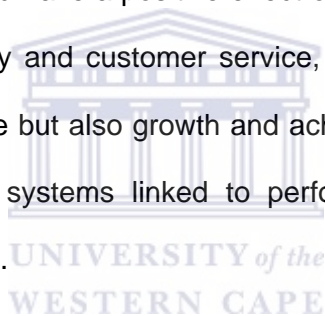 y and customer service,
e but also growth and ach
systems linked to perfo
UNIVERSITY of the
WESTERN CAPE